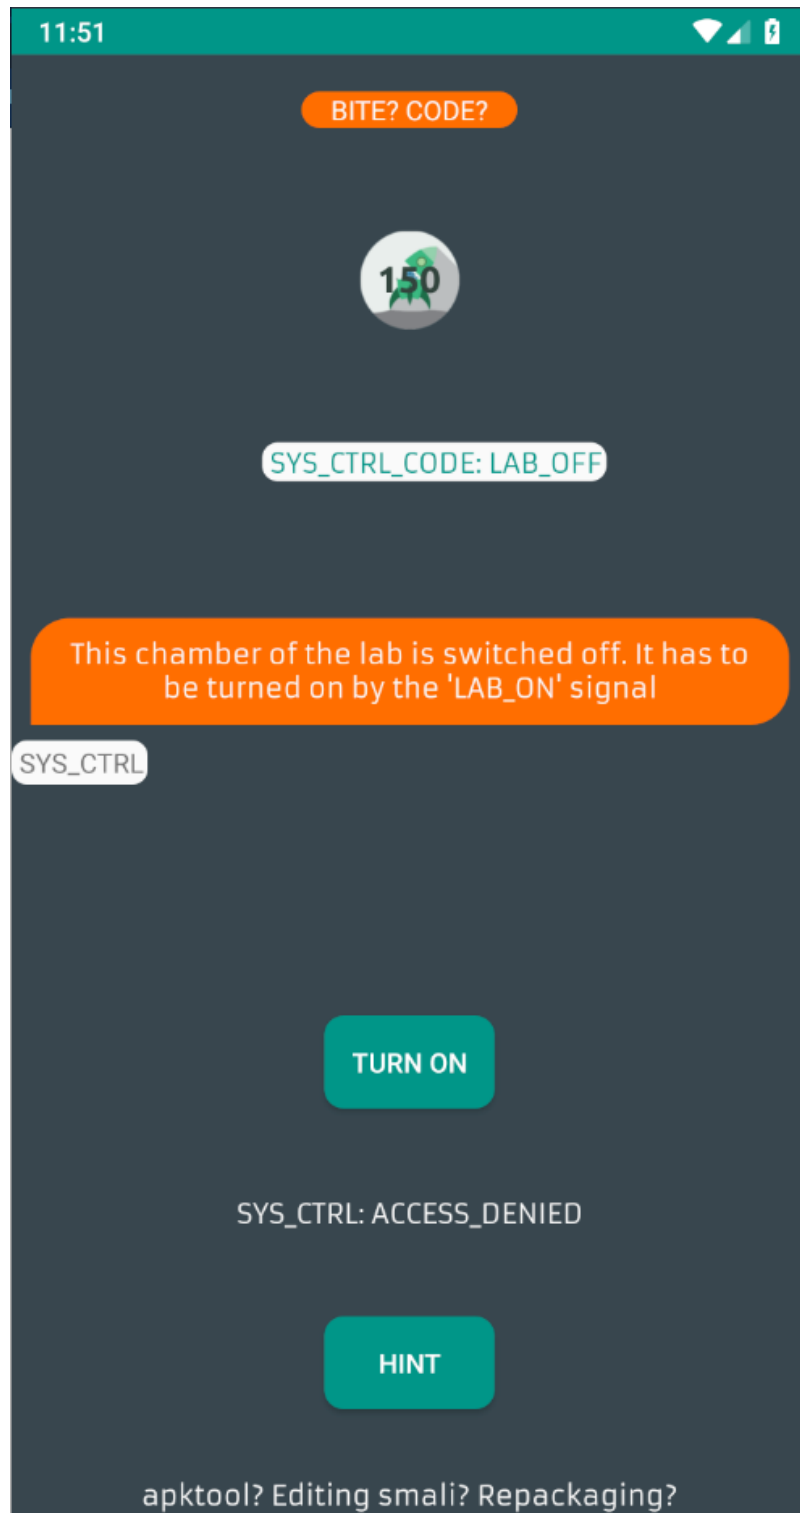 11:51
BITE? CODE?
150
SYS_CTRL_CODE: LAB_OFF
This chamber of the lab is switched off. It has to
be turned on by the 'LAB_ON' signal
SYS_CTRL
TURN ON
SYS_CTRL: ACCESS_DENIED
HINT
apktool? Editing smali? Repackaging?